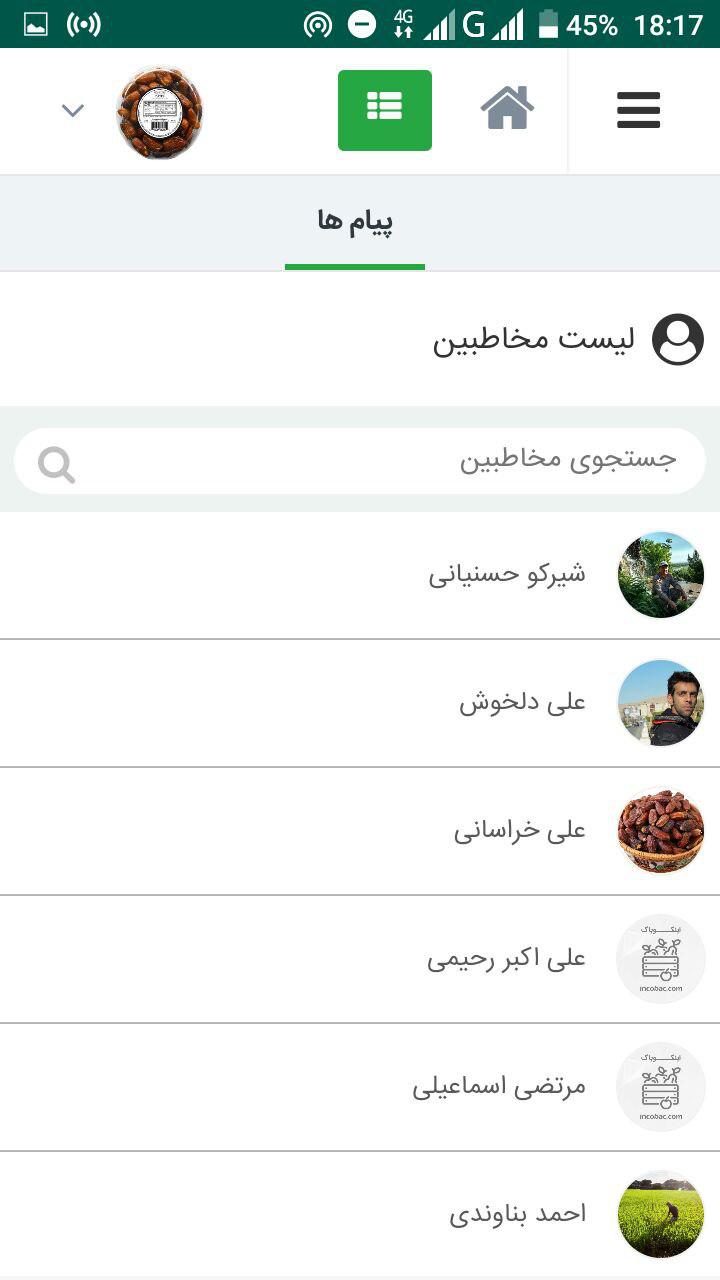 4G G 45% 18:17
پیام ها
لیست مخاطبین
جستجوی مخاطبین
شیرکو حسنیانی
علی دلخوش
علی خراسانی
علی اکبر رحیمی
اینکوباک
incobac.com
مرتضی اسماعیلی
اینکوباک
incobac.com
احمد بناوندی